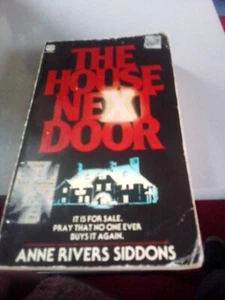 THE
HOUSE
NEXT
DOOR
IT IS FOR SALE.
PRAY THAT NO ONE EVER
BUYS IT AGAIN.
ANNE RIVERS SIDDONS